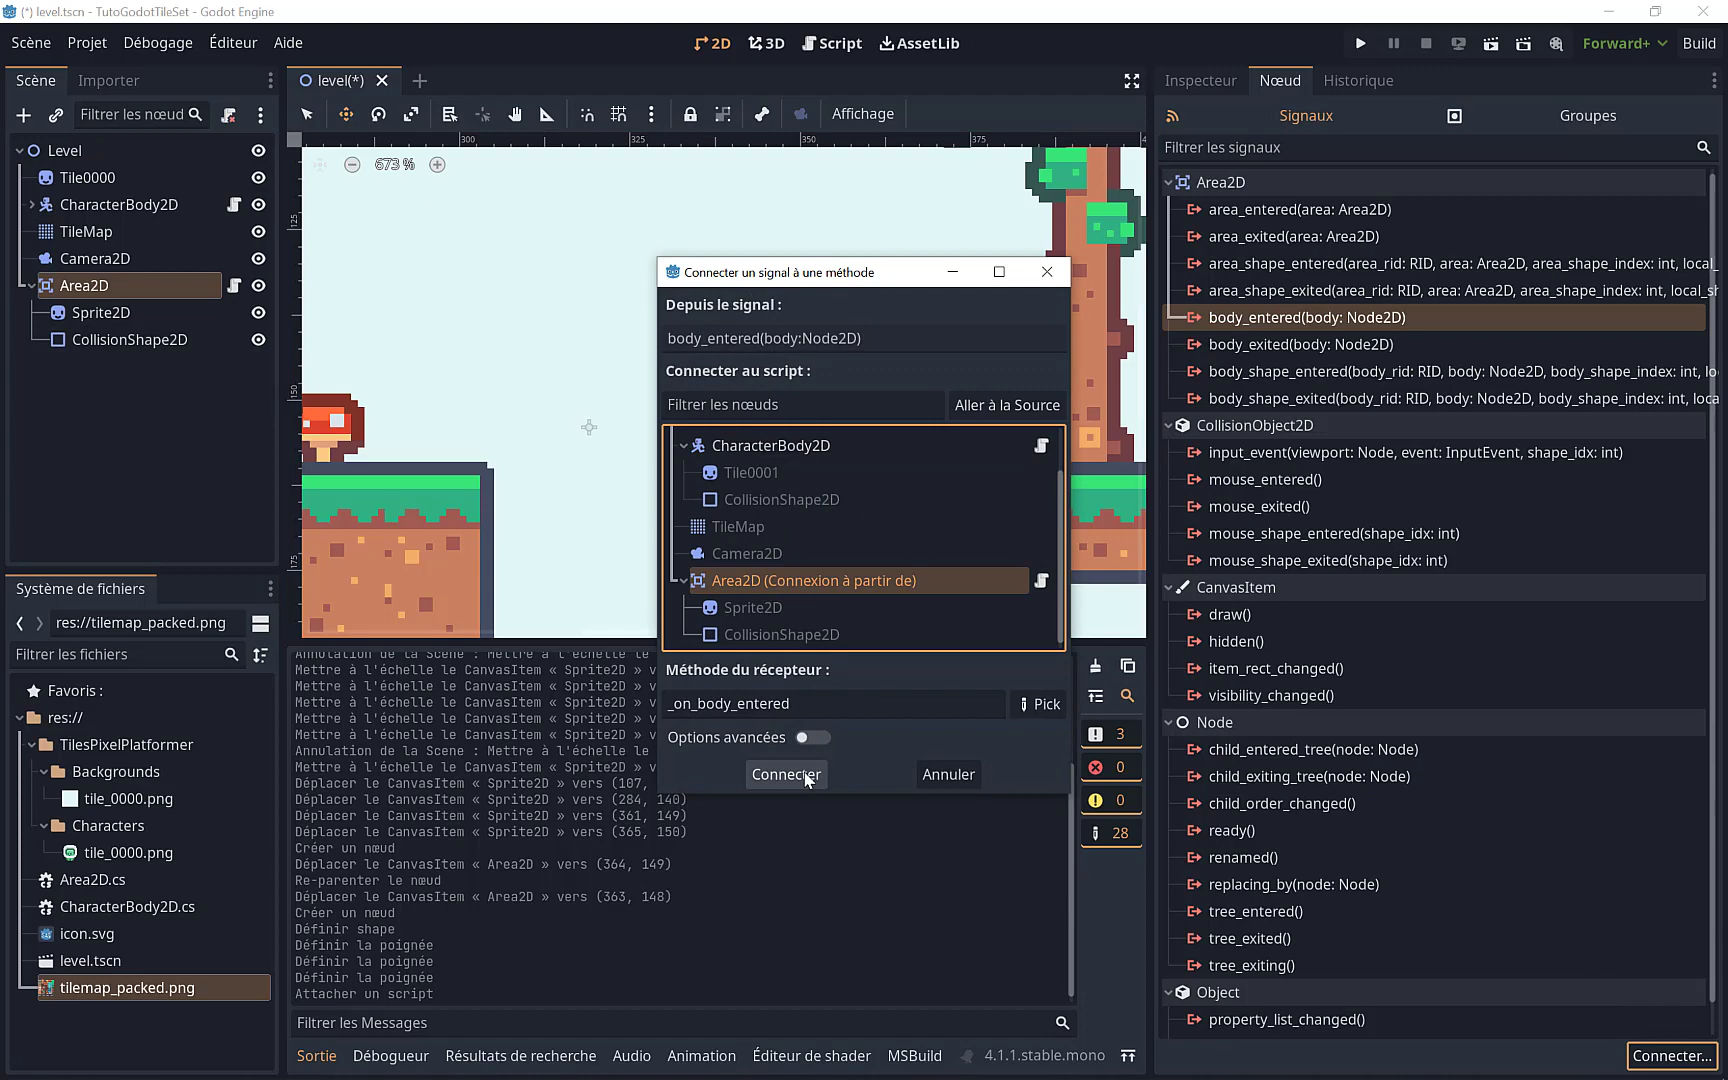 (*) level.tscn - TutoGodotTileSet - Godot Engine
Scène Projet Débogage Éditeur Aide
2D 3D Script AssetLib
Forward+ Build
Scène Importer
level(*)
Inspecteur Nœud Historique
Filtrer les nœud
Affichage
Signaux Groupes
Filtrer les signaux
Level
Tile0000
CharacterBody2D
TileMap
Camera2D
Area2D
Sprite2D
CollisionShape2D
300 325 350 375
673 %
125
150
175
Connecter un signal à une méthode
Depuis le signal :
body_entered(body:Node2D)
Connecter au script :
Filtrer les nœuds Aller à la Source
CharacterBody2D
Tile0001
CollisionShape2D
TileMap
Camera2D
Area2D (Connexion à partir de)
Sprite2D
CollisionShape2D
Méthode du récepteur :
_on_body_entered Pick
Options avancées
Connecter Annuler
Area2D
area_entered(area: Area2D)
area_exited(area: Area2D)
area_shape_entered(area_rid: RID, area: Area2D, area_shape_index: int, local_
area_shape_exited(area_rid: RID, area: Area2D, area_shape_index: int, local_sh
body_entered(body: Node2D)
body_exited(body: Node2D)
body_shape_entered(body_rid: RID, body: Node2D, body_shape_index: int, lo
body_shape_exited(body_rid: RID, body: Node2D, body_shape_index: int, loca
CollisionObject2D
input_event(viewport: Node, event: InputEvent, shape_idx: int)
mouse_entered()
mouse_exited()
mouse_shape_entered(shape_idx: int)
mouse_shape_exited(shape_idx: int)
CanvasItem
draw()
hidden()
item_rect_changed()
visibility_changed()
Node
child_entered_tree(node: Node)
child_exiting_tree(node: Node)
child_order_changed()
ready()
renamed()
replacing_by(node: Node)
tree_entered()
tree_exited()
tree_exiting()
Object
property_list_changed()
Connecter...
Système de fichiers
res://tilemap_packed.png
Filtrer les fichiers
Favoris :
res://
TilesPixelPlatformer
Backgrounds
tile_0000.png
Characters
tile_0000.png
Area2D.cs
CharacterBody2D.cs
icon.svg
level.tscn
tilemap_packed.png
Annulation de la Scene : Mettre à l'échelle le
Mettre à l'échelle le CanvasItem « Sprite2D » v
Mettre à l'échelle le CanvasItem « Sprite2D » v
Mettre à l'échelle le CanvasItem « Sprite2D » v
Mettre à l'échelle le CanvasItem « Sprite2D » v
Mettre à l'échelle le CanvasItem « Sprite2D » v
Annulation de la Scene : Mettre à l'échelle le
Mettre à l'échelle le CanvasItem « Sprite2D » v
Déplacer le CanvasItem « Sprite2D » vers (107,
Déplacer le CanvasItem « Sprite2D » vers (284, 140)
Déplacer le CanvasItem « Sprite2D » vers (361, 149)
Déplacer le CanvasItem « Sprite2D » vers (365, 150)
Créer un nœud
Déplacer le CanvasItem « Area2D » vers (364, 149)
Re-parenter le nœud
Déplacer le CanvasItem « Area2D » vers (363, 148)
Créer un nœud
Définir shape
Définir la poignée
Définir la poignée
Définir la poignée
Attacher un script
3
0
0
28
Filtrer les Messages
Sortie Débogueur Résultats de recherche Audio Animation Éditeur de shader MSBuild 4.1.1.stable.mono